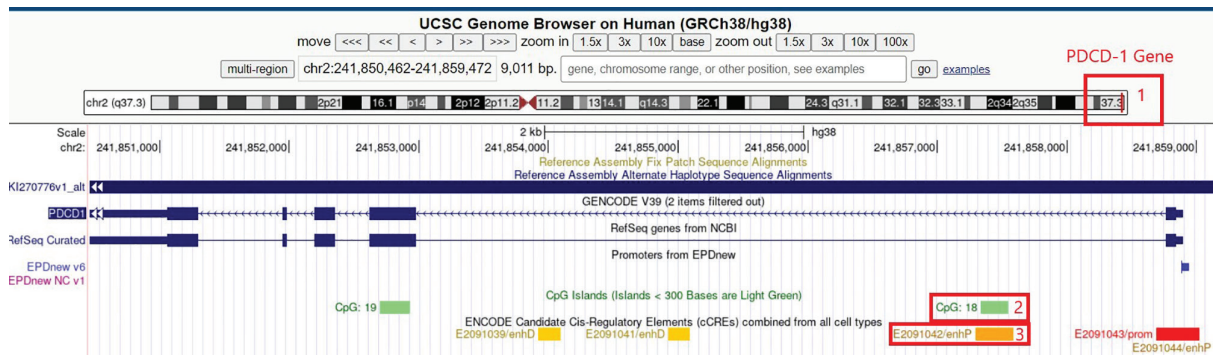 UCSC Genome Browser on Human (GRCh38/hg38)
move <<< << < > >> >>> zoom in 1.5x 3x 10x base zoom out 1.5x 3x 10x 100x
PDCD-1 Gene
multi-region chr2:241,850,462-241,859,472 9,011 bp. gene, chromosome range, or other position, see examples go examples
chr2 (q37.3) 2p21 16.1 p14 2p12 2p11.2 11.2 13 14.1 q14.3 22.1 24.3 q31.1 32.1 32.3 33.1 2q34 2q35 37.3 1
Scale 2 kb hg38
chr2: 241,851,000 241,852,000 241,853,000 241,854,000 241,855,000 241,856,000 241,857,000 241,858,000 241,859,000
Reference Assembly Fix Patch Sequence Alignments
Reference Assembly Alternate Haplotype Sequence Alignments
KI270776v1_alt
GENCODE V39 (2 items filtered out)
PDCD1
RefSeq genes from NCBI
RefSeq Curated
Promoters from EPDnew
EPDnew v6
EPDnew NC v1
CpG Islands (Islands < 300 Bases are Light Green)
CpG: 19 CpG: 18 2
ENCODE Candidate Cis-Regulatory Elements (cCREs) combined from all cell types
E2091039/enhD E2091041/enhD E2091042/enhP 3 E2091043/prom
E2091044/enhP